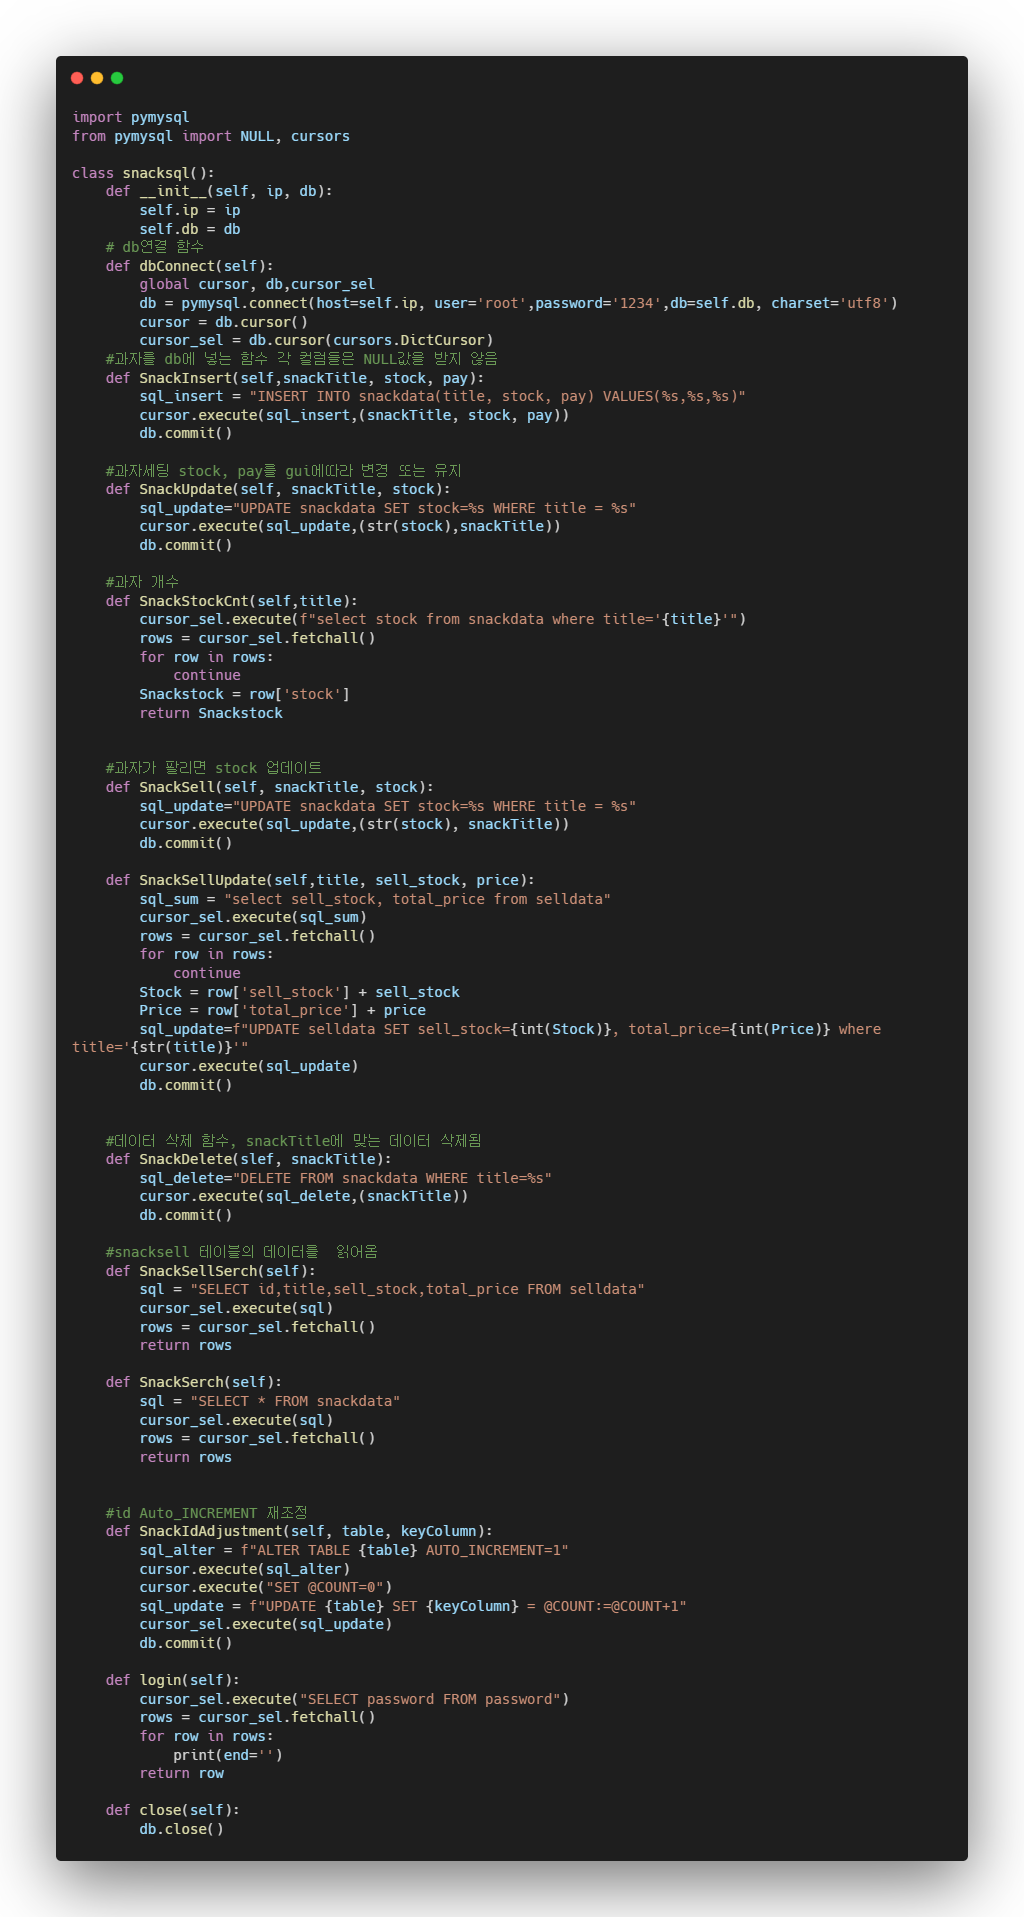 import pymysql
from pymysql import NULL, cursors

class snacksql():
    def __init__(self, ip, db):
        self.ip = ip
        self.db = db
    # db연결 함수
    def dbConnect(self):
        global cursor, db,cursor_sel
        db = pymysql.connect(host=self.ip, user='root',password='1234',db=self.db, charset='utf8')
        cursor = db.cursor()
        cursor_sel = db.cursor(cursors.DictCursor)
    #과자를 db에 넣는 함수 각 컬럼들은 NULL값을 받지 않음
    def SnackInsert(self,snackTitle, stock, pay):
        sql_insert = "INSERT INTO snackdata(title, stock, pay) VALUES(%s,%s,%s)"
        cursor.execute(sql_insert,(snackTitle, stock, pay))
        db.commit()

    #과자세팅 stock, pay를 gui에따라 변경 또는 유지
    def SnackUpdate(self, snackTitle, stock):
        sql_update="UPDATE snackdata SET stock=%s WHERE title = %s"
        cursor.execute(sql_update,(str(stock),snackTitle))
        db.commit()

    #과자 개수
    def SnackStockCnt(self,title):
        cursor_sel.execute(f"select stock from snackdata where title='{title}'")
        rows = cursor_sel.fetchall()
        for row in rows:
            continue
        Snackstock = row['stock']
        return Snackstock


    #과자가 팔리면 stock 업데이트
    def SnackSell(self, snackTitle, stock):
        sql_update="UPDATE snackdata SET stock=%s WHERE title = %s"
        cursor.execute(sql_update,(str(stock), snackTitle))
        db.commit()

    def SnackSellUpdate(self,title, sell_stock, price):
        sql_sum = "select sell_stock, total_price from selldata"
        cursor_sel.execute(sql_sum)
        rows = cursor_sel.fetchall()
        for row in rows:
            continue
        Stock = row['sell_stock'] + sell_stock
        Price = row['total_price'] + price
        sql_update=f"UPDATE selldata SET sell_stock={int(Stock)}, total_price={int(Price)} where
title='{str(title)}'"
        cursor.execute(sql_update)
        db.commit()


    #데이터 삭제 함수, snackTitle에 맞는 데이터 삭제됨
    def SnackDelete(slef, snackTitle):
        sql_delete="DELETE FROM snackdata WHERE title=%s"
        cursor.execute(sql_delete,(snackTitle))
        db.commit()

    #snacksell 테이블의 데이터를  읽어옴
    def SnackSellSerch(self):
        sql = "SELECT id,title,sell_stock,total_price FROM selldata"
        cursor_sel.execute(sql)
        rows = cursor_sel.fetchall()
        return rows

    def SnackSerch(self):
        sql = "SELECT * FROM snackdata"
        cursor_sel.execute(sql)
        rows = cursor_sel.fetchall()
        return rows


    #id Auto_INCREMENT 재조정
    def SnackIdAdjustment(self, table, keyColumn):
        sql_alter = f"ALTER TABLE {table} AUTO_INCREMENT=1"
        cursor.execute(sql_alter)
        cursor.execute("SET @COUNT=0")
        sql_update = f"UPDATE {table} SET {keyColumn} = @COUNT:=@COUNT+1"
        cursor_sel.execute(sql_update)
        db.commit()

    def login(self):
        cursor_sel.execute("SELECT password FROM password")
        rows = cursor_sel.fetchall()
        for row in rows:
            print(end='')
        return row

    def close(self):
        db.close()